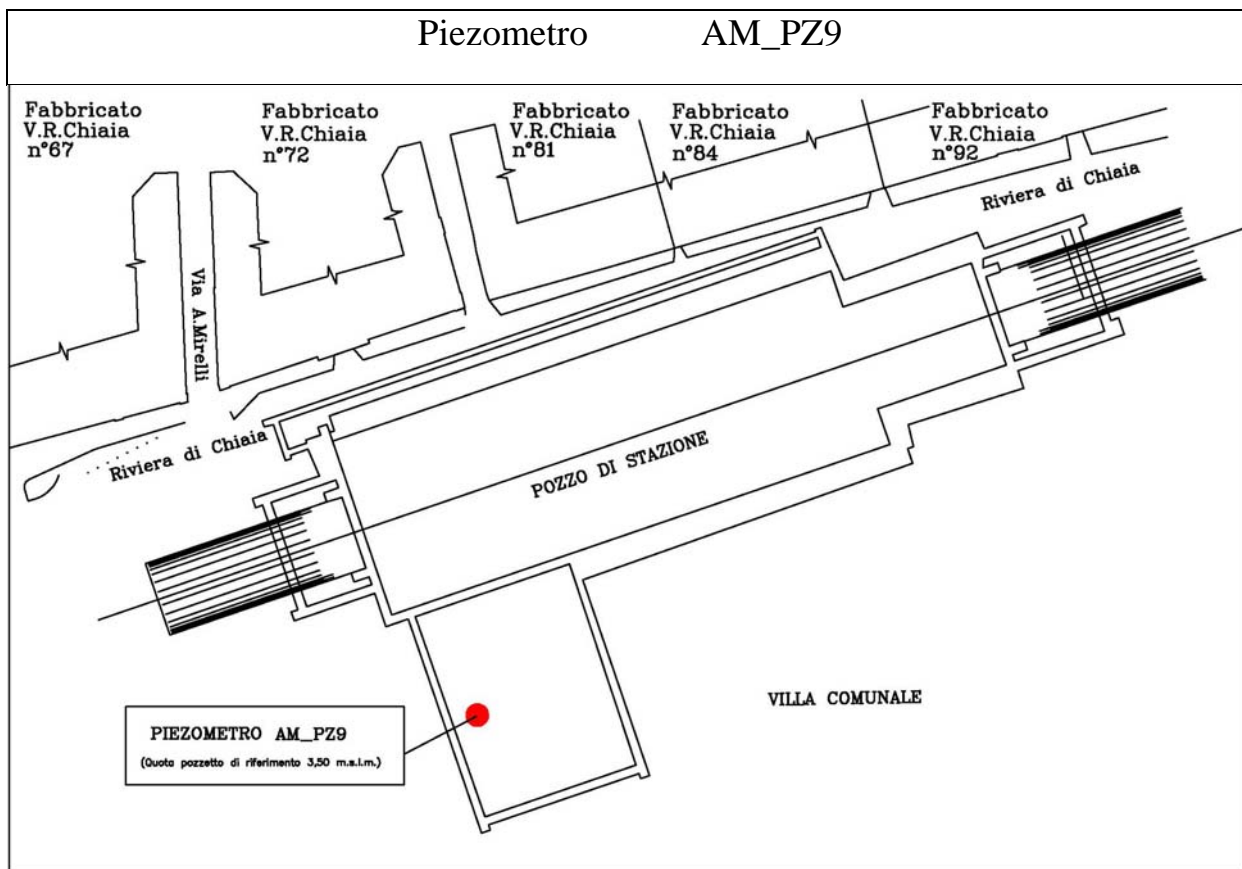 Piezometro AM_PZ9
Fabbricato
V.R.Chiaia
n°67
Fabbricato
V.R.Chiaia
n°72
Fabbricato
V.R.Chiaia
n°81
Fabbricato
V.R.Chiaia
n°84
Fabbricato
V.R.Chiaia
n°92
Riviera di Chiaia
Via A.Mirelli
Riviera di Chiaia
POZZO DI STAZIONE
VILLA COMUNALE
PIEZOMETRO AM_PZ9
(Quota pozzetto di riferimento 3,50 m.s.l.m.)